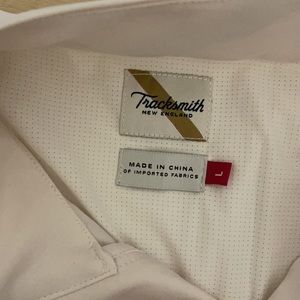 Tracksmith
NEW ENGLAND
MADE IN CHINA
OF IMPORTED FABRICS
L